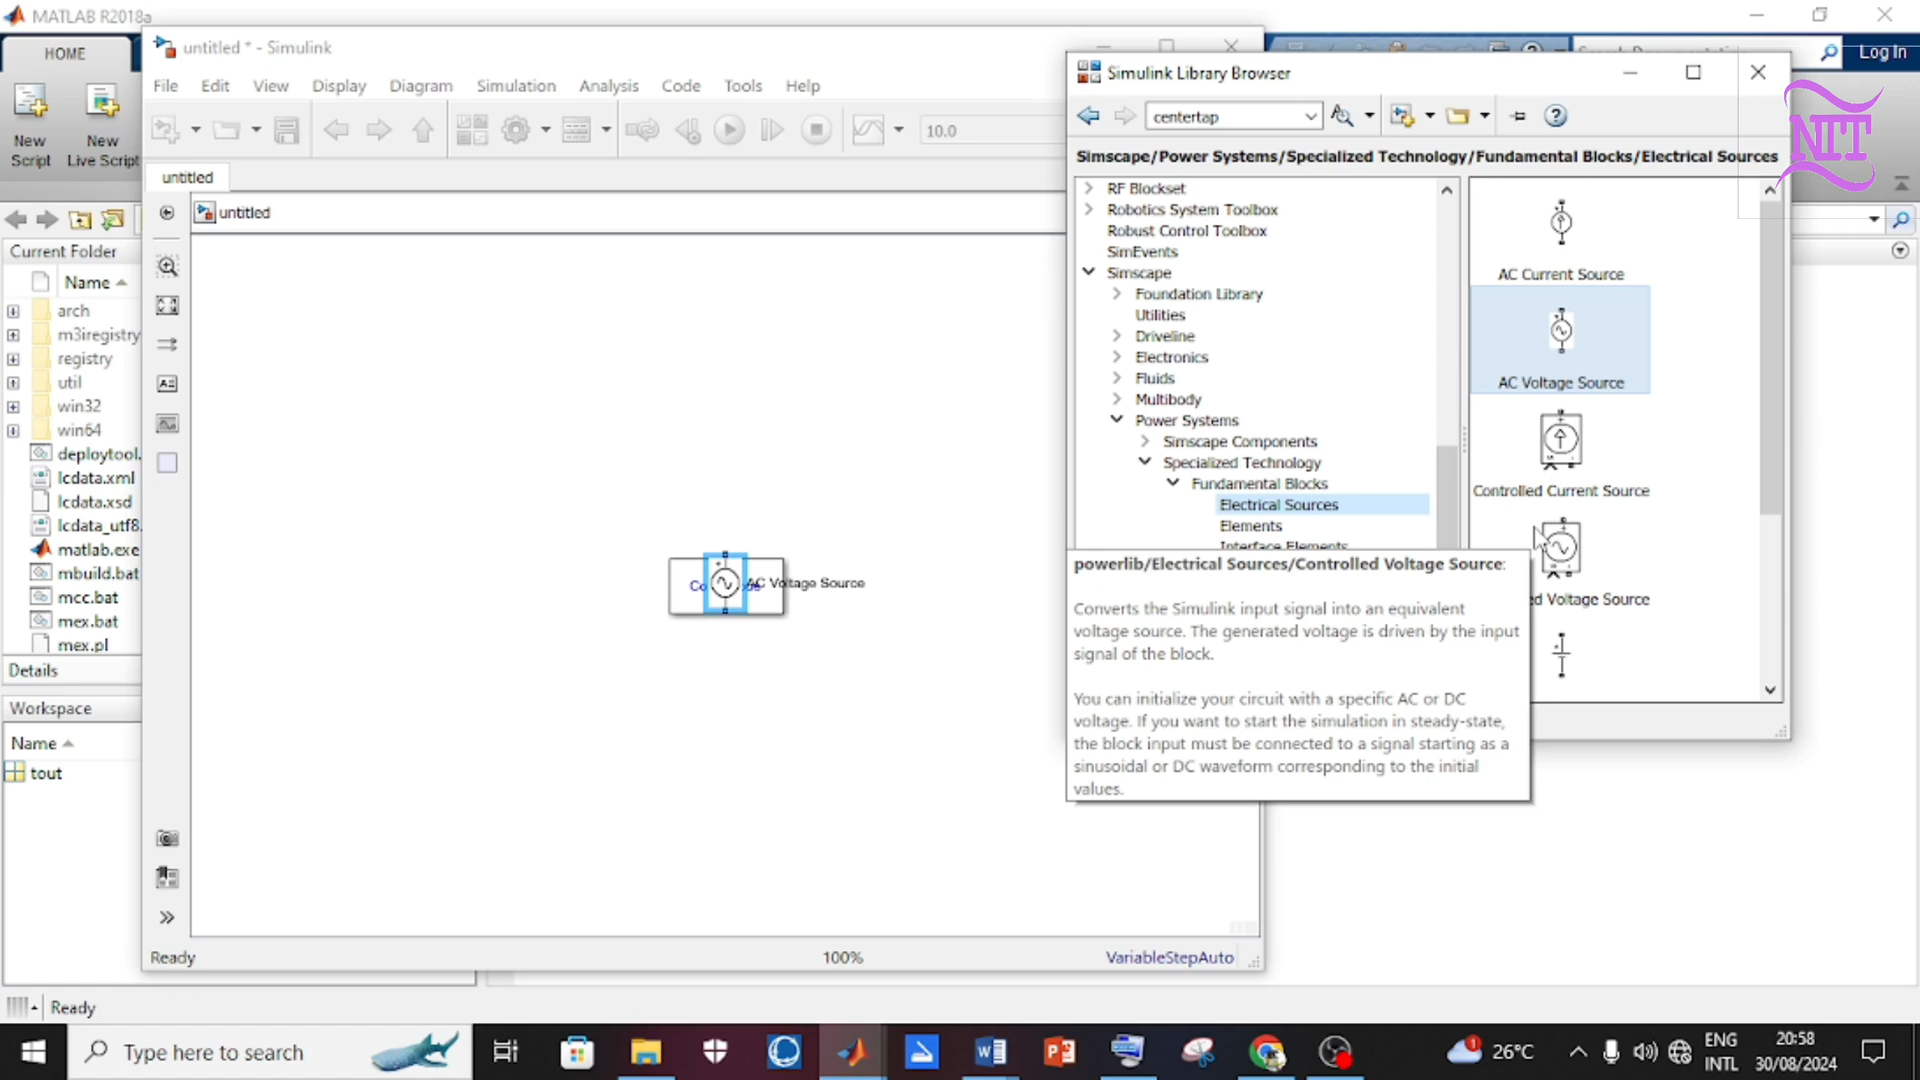 MATLAB R2018a
HOME
New
Script
New
Live Script
Log In
untitled * - Simulink
File Edit View Display Diagram Simulation Analysis Code Tools Help
10.0
untitled
untitled
Current Folder
Name
arch
m3iregistry
registry
util
win32
win64
deploytool.
lcdata.xml
lcdata.xsd
lcdata_utf8.
matlab.exe
mbuild.bat
mcc.bat
mex.bat
mex.pl
Details
Workspace
Name
tout
AC Voltage Source
Ready
100%
VariableStepAuto
Ready
Simulink Library Browser
centertap
Simscape/Power Systems/Specialized Technology/Fundamental Blocks/Electrical Sources
NIT
RF Blockset
Robotics System Toolbox
Robust Control Toolbox
SimEvents
Simscape
Foundation Library
Utilities
Driveline
Electronics
Fluids
Multibody
Power Systems
Simscape Components
Specialized Technology
Fundamental Blocks
Electrical Sources
Elements
Interface Elements
AC Current Source
AC Voltage Source
Controlled Current Source
ed Voltage Source
powerlib/Electrical Sources/Controlled Voltage Source:
Converts the Simulink input signal into an equivalent
voltage source. The generated voltage is driven by the input
signal of the block.
You can initialize your circuit with a specific AC or DC
voltage. If you want to start the simulation in steady-state,
the block input must be connected to a signal starting as a
sinusoidal or DC waveform corresponding to the initial
values.
Type here to search
26°C
ENG
INTL
20:58
30/08/2024